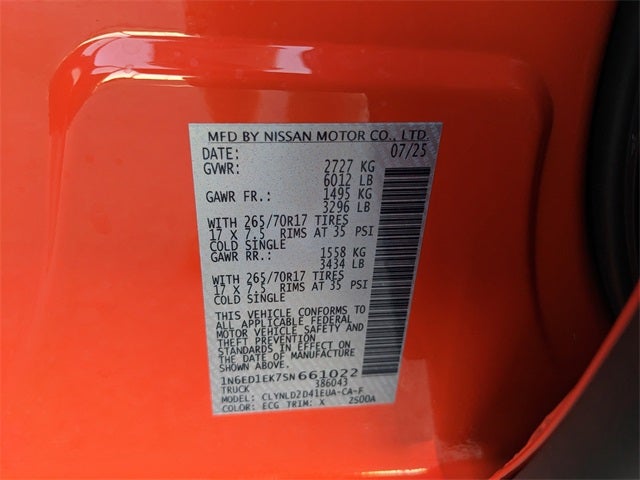 MFD BY NISSAN MOTOR CO., LTD.
DATE: 07/25
GVWR: 2727 KG
6012 LB
GAWR FR.: 1495 KG
3296 LB
WITH 265/70R17 TIRES
17 X 7.5 RIMS AT 35 PSI
COLD SINGLE
GAWR RR.: 1558 KG
3434 LB
WITH 265/70R17 TIRES
17 X 7.5 RIMS AT 35 PSI
COLD SINGLE
THIS VEHICLE CONFORMS TO
ALL APPLICABLE FEDERAL
MOTOR VEHICLE SAFETY AND
THEFT PREVENTION
STANDARDS IN EFFECT ON
THE DATE OF MANUFACTURE
SHOWN ABOVE.
1N6ED1EK7SN661022
TRUCK 386043
MODEL: CLYNLDZD41EUA-CA-F
COLOR: ECG TRIM: X 2S00A